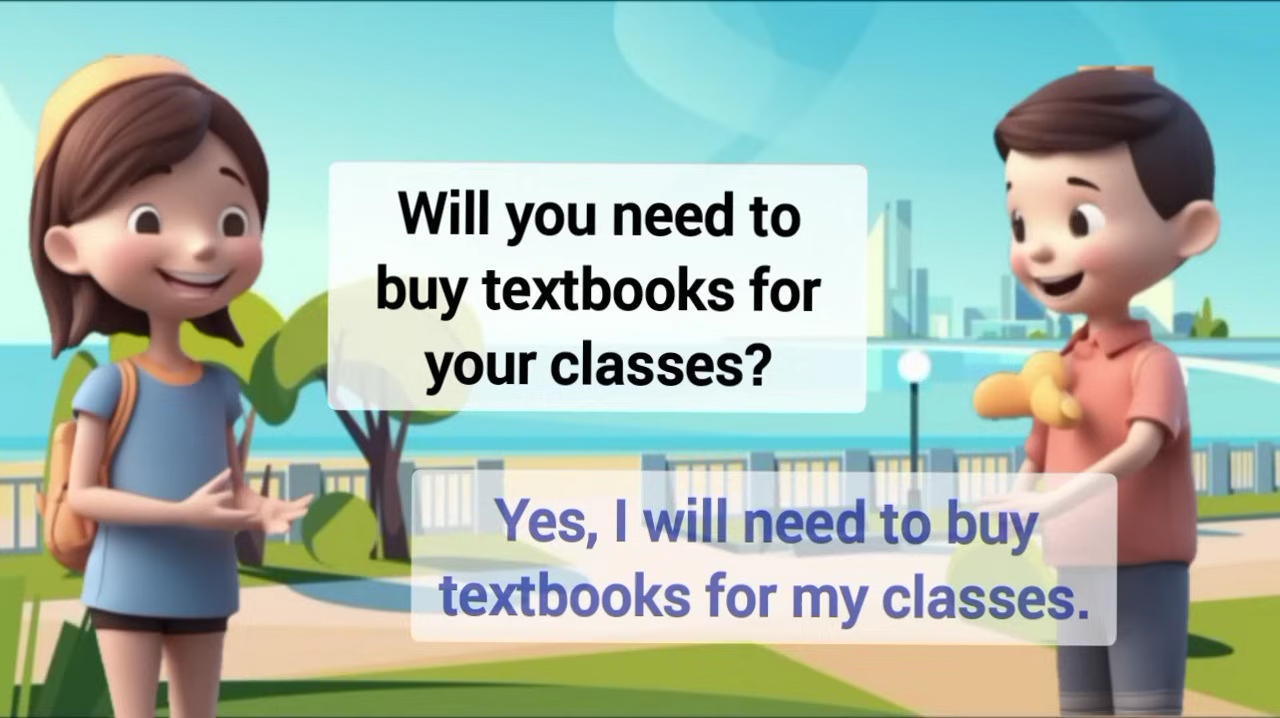 Will you need to
buy textbooks for
your classes?
Yes, I will need to buy
textbooks for my classes.